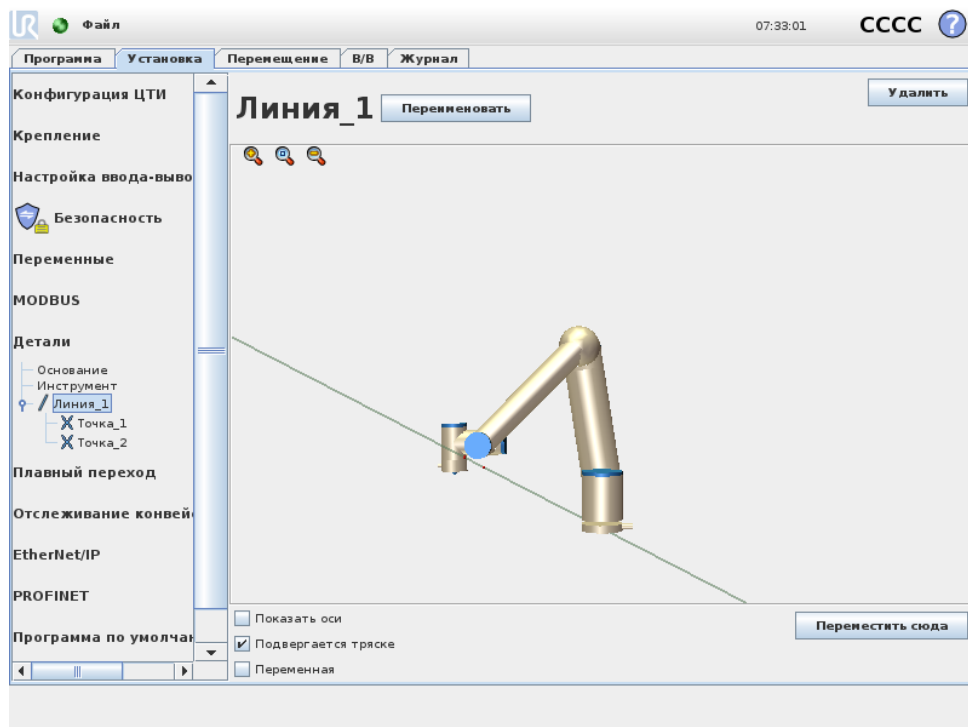 UR Файл 07:33:01 CCCC ?
Программа Установка Перемещение В/В Журнал
Конфигурация ЦТИ
Крепление
Настройка ввода-выво
Безопасность
Переменные
MODBUS
Детали
Основание
Инструмент
Линия_1
Точка_1
Точка_2
Плавный переход
Отслеживание конвей
EtherNet/IP
PROFINET
Программа по умолчан
Линия_1 Переименовать
Удалить
Показать оси
Подвергается тряске
Переменная
Переместить сюда